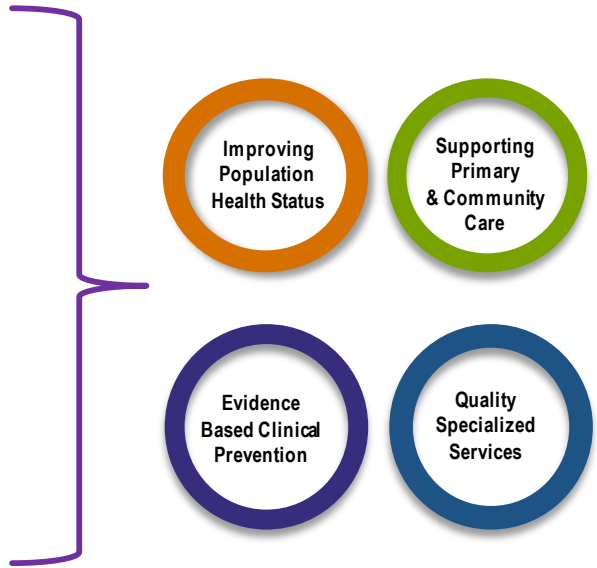 Improving
Population
Health Status
Supporting
Primary
& Community
Care
Evidence
Based Clinical
Prevention
Quality
Specialized
Services